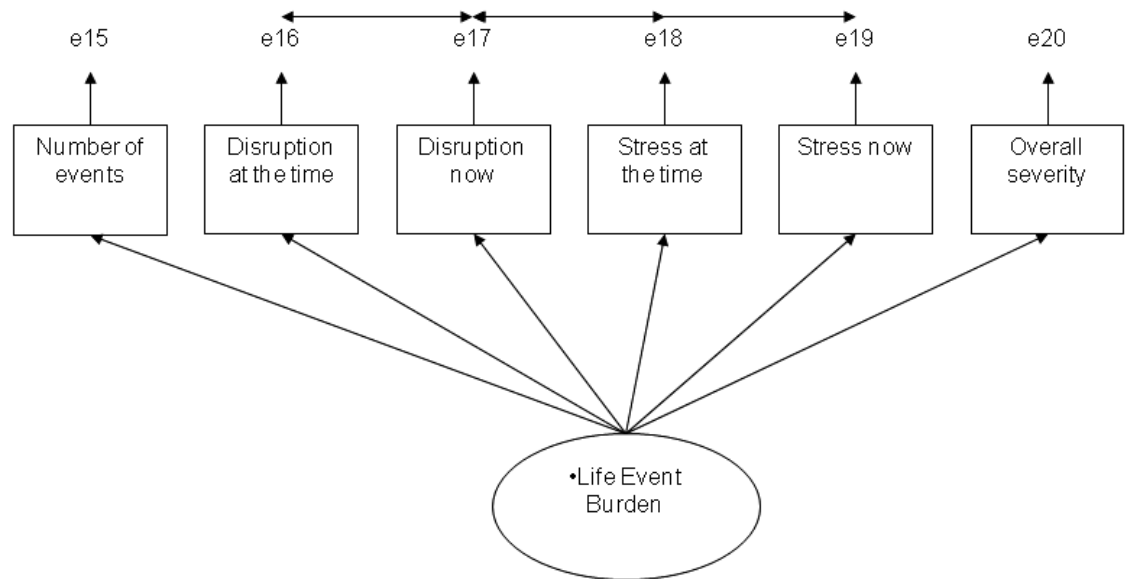 e15
e16
e17
e18
e19
e20
Number of
events
Disruption
at the time
Disruption
now
Stress at
the time
Stress now
Overall
severity
•Life Event
Burden